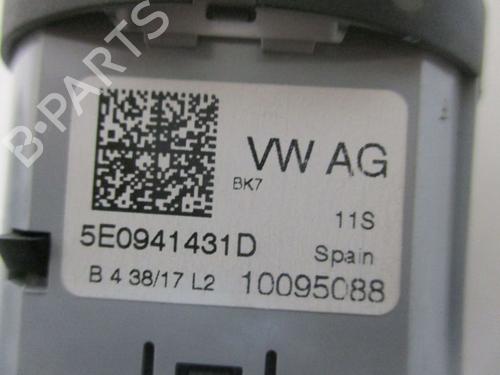 B-PARTS
VW AG
BK7
11S
5E0941431D
Spain
B 4 38/17 L2
10095088